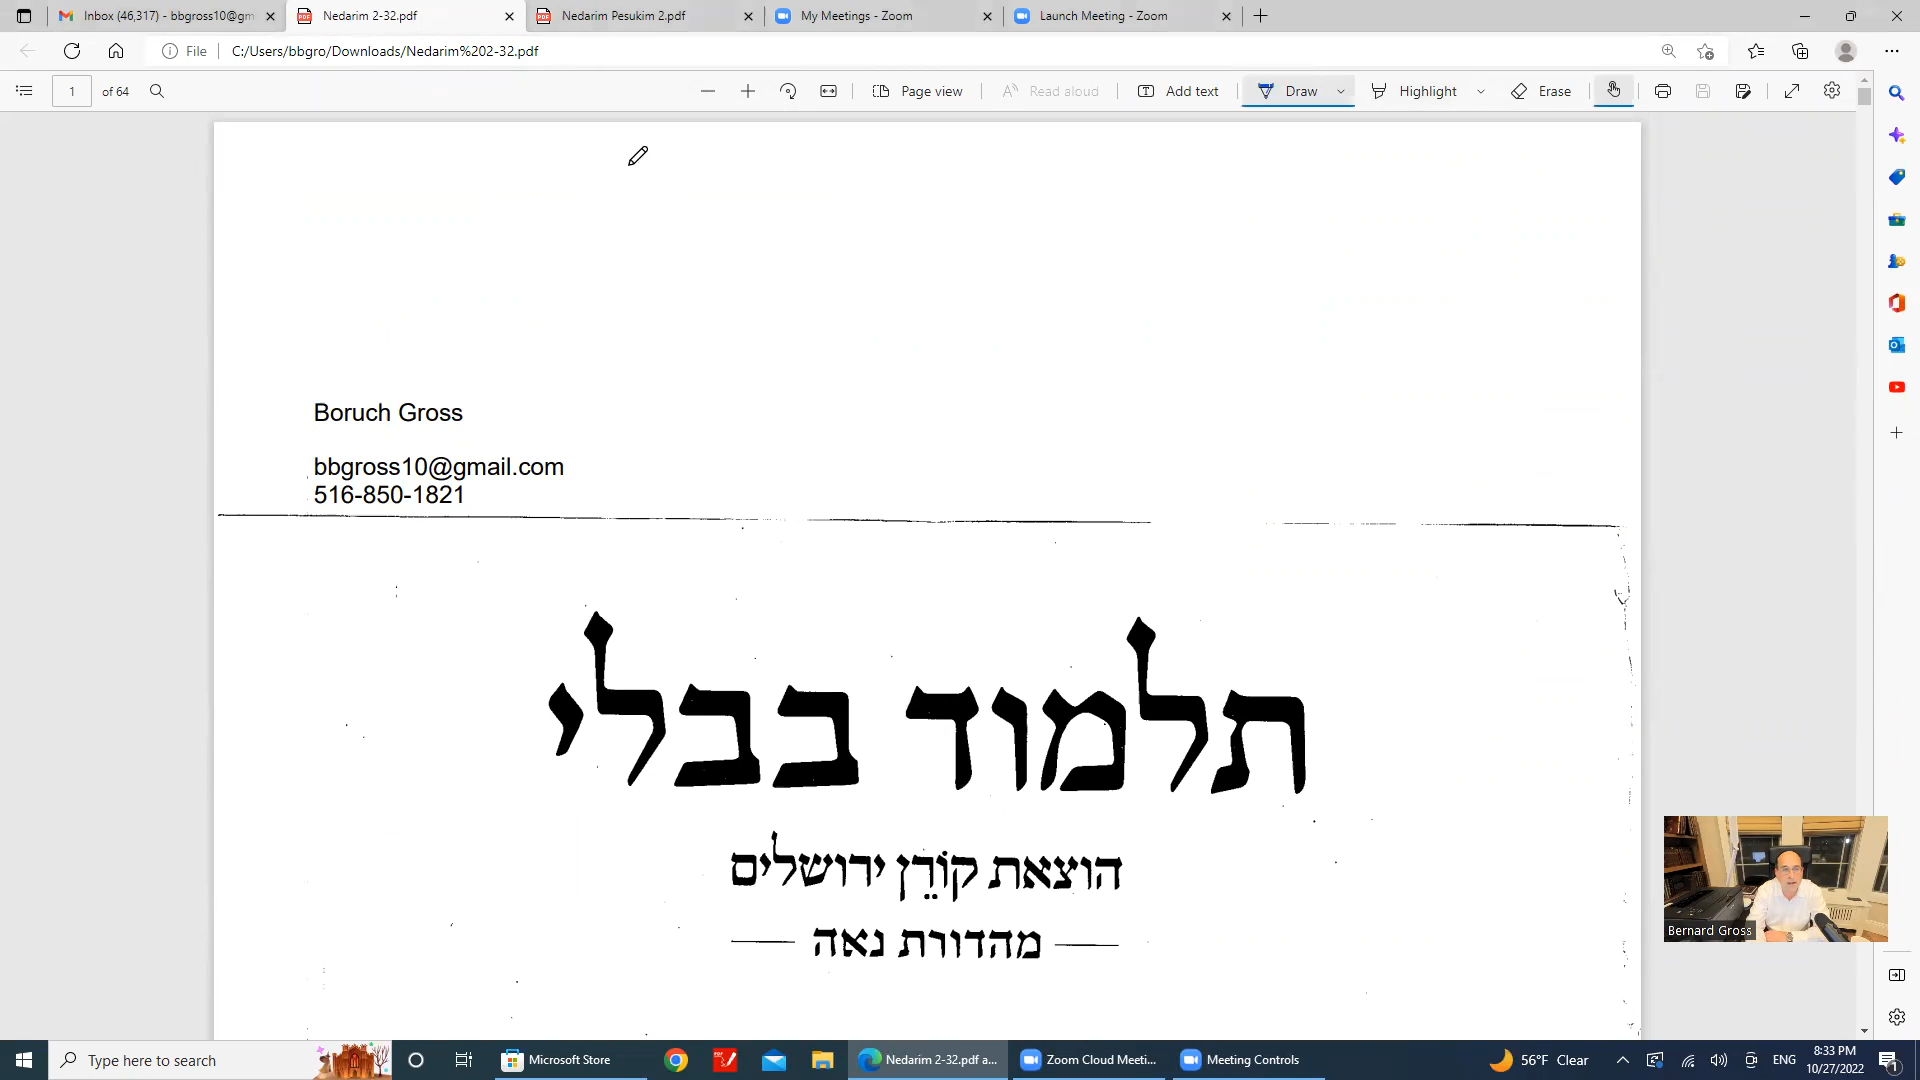 Inbox (46,317) - bbgross10@gm
Nedarim 2-32.pdf
Nedarim Pesukim 2.pdf
My Meetings - Zoom
Launch Meeting - Zoom
File
C:/Users/bbgro/Downloads/Nedarim%202-32.pdf
1 of 64
Page view
Read aloud
Add text
Draw
Highlight
Erase
Boruch Gross
bbgross10@gmail.com
516-850-1821
תלמוד בבלי
הוצאת קוֹרֵן ירושלים
מהדורת נאה
Bernard Gross
Type here to search
Microsoft Store
Nedarim 2-32.pdf a...
Zoom Cloud Meeti...
Meeting Controls
56°F Clear
ENG
8:33 PM
10/27/2022
1